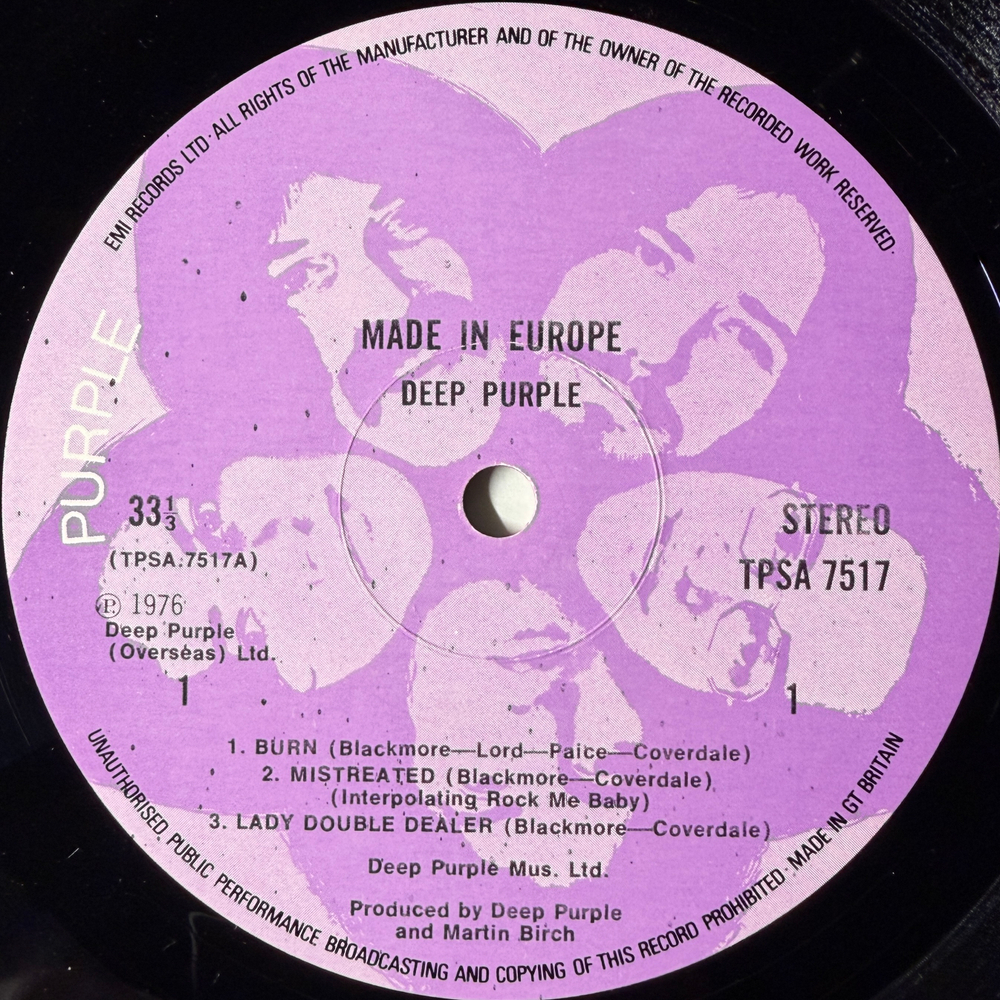 EMI RECORDS LTD · ALL RIGHTS OF THE MANUFACTURER AND OF THE OWNER OF THE RECORDED WORK RESERVED ·
PURPLE
MADE IN EUROPE
DEEP PURPLE
33⅓
(TPSA.7517A)
Ⓟ 1976
Deep Purple
(Overseas) Ltd.
1
STEREO
TPSA 7517
1
1. BURN (Blackmore—Lord—Paice—Coverdale)
2. MISTREATED (Blackmore—Coverdale)
(Interpolating Rock Me Baby)
3. LADY DOUBLE DEALER (Blackmore—Coverdale)
Deep Purple Mus. Ltd.
Produced by Deep Purple
and Martin Birch
UNAUTHORISED PUBLIC PERFORMANCE BROADCASTING AND COPYING OF THIS RECORD PROHIBITED · MADE IN GT BRITAIN